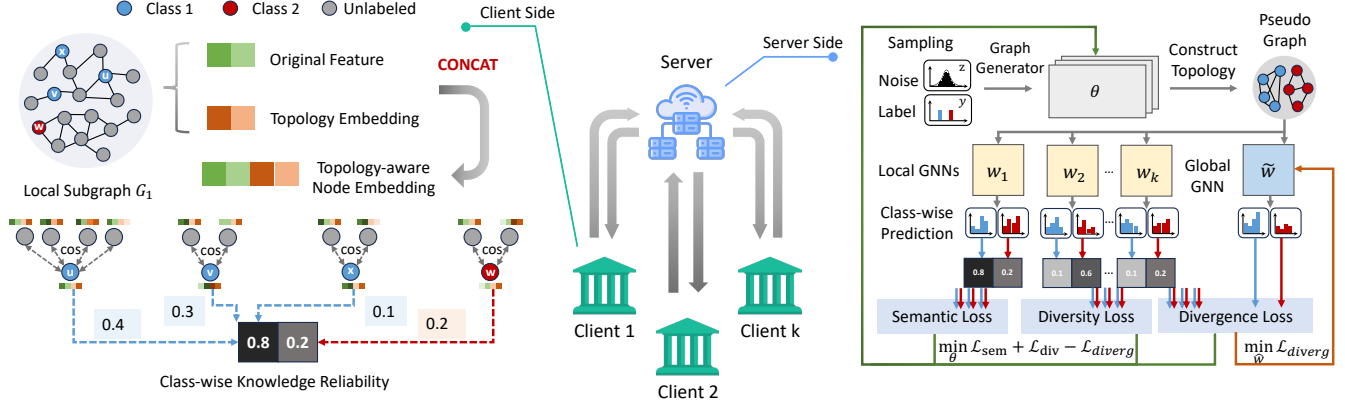 Class 1
Class 2
Unlabeled
x
u
v
w
Local Subgraph G₁
Original Feature
Topology Embedding
Topology-aware
Node Embedding
CONCAT
COS
COS
COS
COS
u
v
x
w
0.4
0.3
0.1
0.2
0.8
0.2
Class-wise Knowledge Reliability
Client Side
Server
Server Side
Client 1
Client 2
Client k
Sampling
Noise
z
Label
y
Graph
Generator
θ
Construct
Topology
Pseudo
Graph
Local GNNs
w₁
w₂
...
wₖ
Global
GNN
w̃
Class-wise
Prediction
...
0.8
0.2
0.1
0.6
...
0.1
0.2
Semantic Loss
Diversity Loss
Divergence Loss
min θ ℒsem + ℒdiv − ℒdiverg
min ŵ ℒdiverg